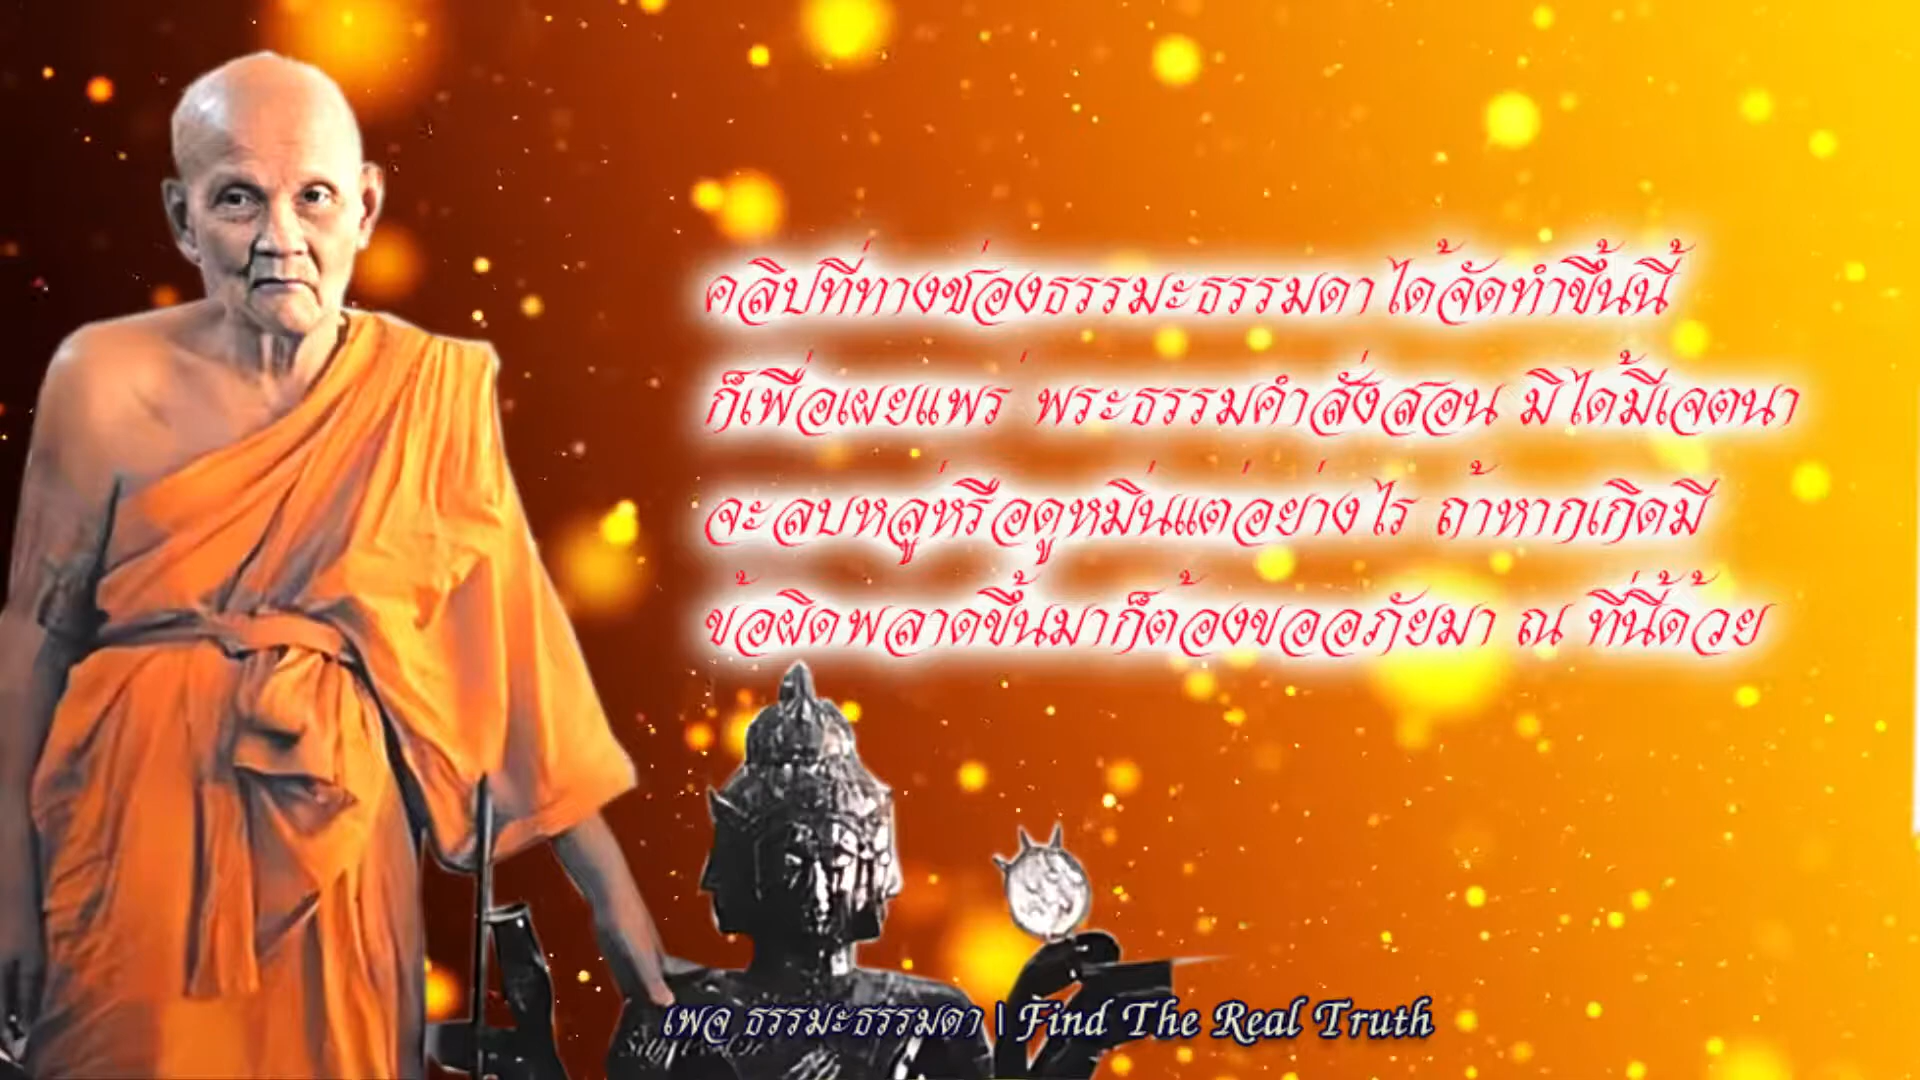 คลิปที่ทางช่องธรรมะธรรมดาได้จัดทำขึ้นนี้
ก็เพื่อเผยแพร่ พระธรรมคำสั่งสอน มิได้มีเจตนา
จะลบหลู่หรือดูหมิ่นแต่อย่างไร ถ้าหากเกิดมี
ข้อผิดพลาดขึ้นมาก็ต้องขออภัยมา ณ ที่นี้ด้วย
เพจ ธรรมะธรรมดา | Find The Real Truth